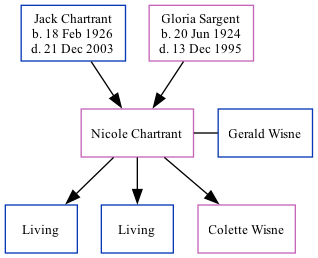 Jack Chartrant
b. 18 Feb 1926
d. 21 Dec 2003
Gloria Sargent
b. 20 Jun 1924
d. 13 Dec 1995
Nicole Chartrant
Gerald Wisne
Living
Living
Colette Wisne